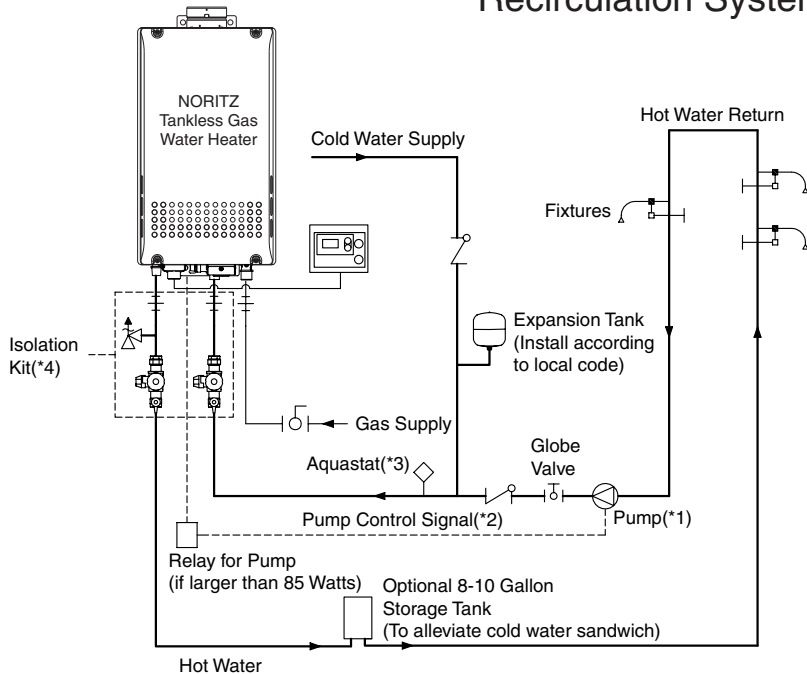 Recirculation System
NORITZ
Tankless Gas
Water Heater
Cold Water Supply
Hot Water Return
Fixtures
Expansion Tank
(Install according
to local code)
Isolation
Kit(*4)
Gas Supply
Globe
Valve
Aquastat(*3)
Pump Control Signal(*2)
Pump(*1)
Relay for Pump
(if larger than 85 Watts)
Optional 8-10 Gallon
Storage Tank
(To alleviate cold water sandwich)
Hot Water